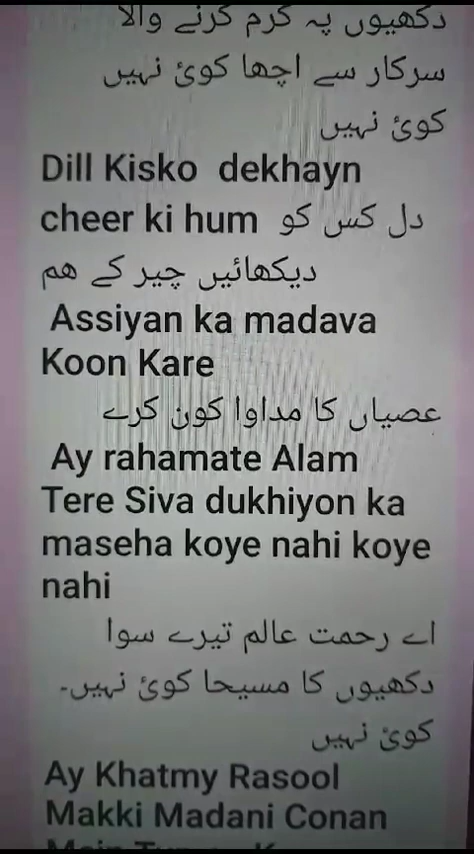 دکھیوں پہ کرم کرنے والا
سرکار سے اچھا کوئ نہیں
کوئ نہیں
Dill Kisko dekhayn
cheer ki hum دل کس کو
دیکھائیں چیر کے ھم
Assiyan ka madava
Koon Kare
عصیاں کا مداوا کون کرے
Ay rahamate Alam
Tere Siva dukhiyon ka
maseha koye nahi koye
nahi
اے رحمت عالم تیرے سوا
دکھیوں کا مسیحا کوئ نہیں۔
کوئ نہیں
Ay Khatmy Rasool
Makki Madani Conan